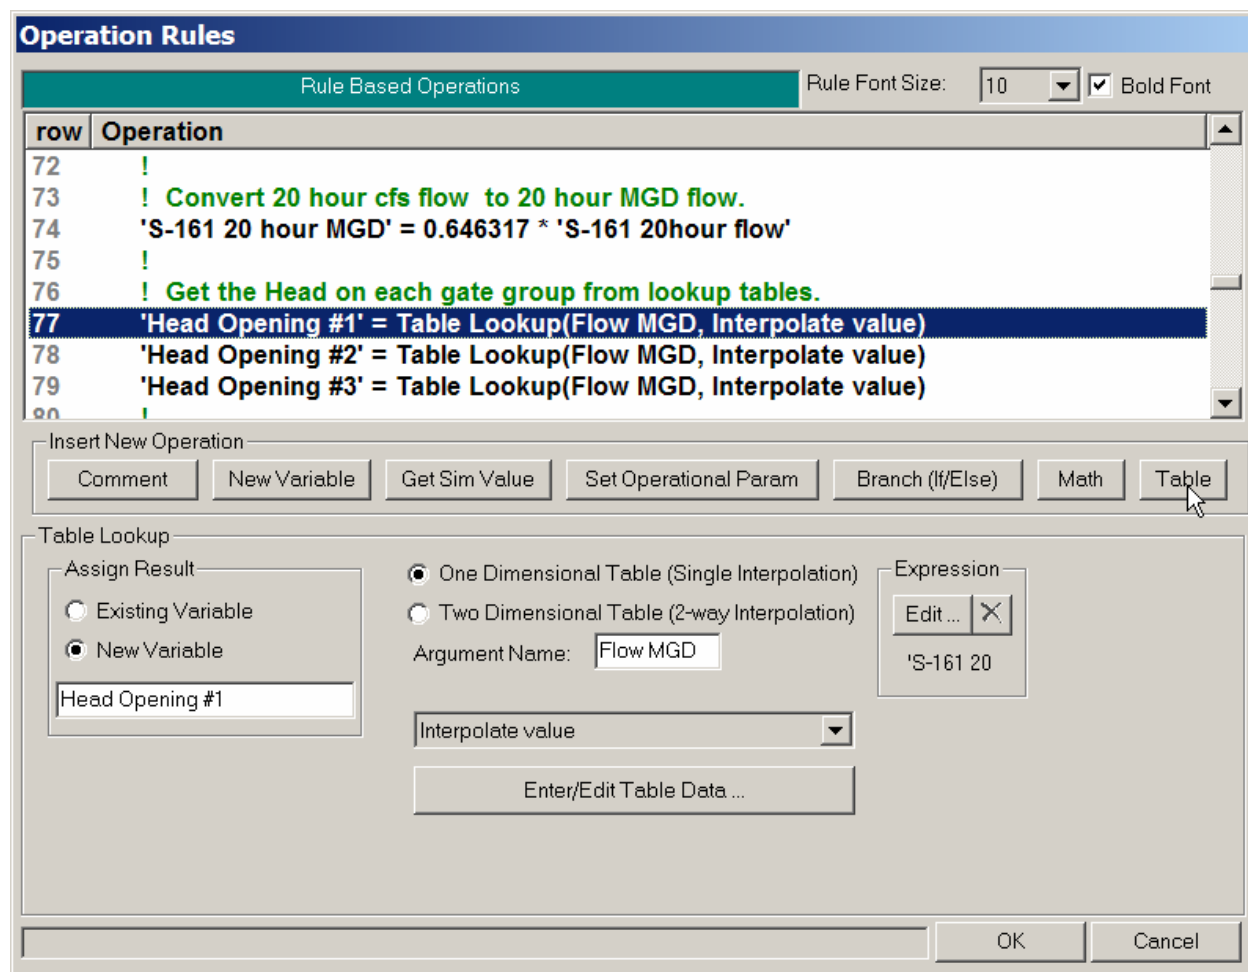 Operation Rules
Rule Based Operations Rule Font Size: 10 Bold Font
row Operation
72 !
73 ! Convert 20 hour cfs flow  to 20 hour MGD flow.
74 'S-161 20 hour MGD' = 0.646317 * 'S-161 20hour flow'
75 !
76 ! Get the Head on each gate group from lookup tables.
77 'Head Opening #1' = Table Lookup(Flow MGD, Interpolate value)
78 'Head Opening #2' = Table Lookup(Flow MGD, Interpolate value)
79 'Head Opening #3' = Table Lookup(Flow MGD, Interpolate value)
80 !
Insert New Operation
Comment New Variable Get Sim Value Set Operational Param Branch (If/Else) Math Table
Table Lookup
Assign Result
Existing Variable
New Variable
Head Opening #1
One Dimensional Table (Single Interpolation)
Two Dimensional Table (2-way Interpolation)
Argument Name: Flow MGD
Interpolate value
Enter/Edit Table Data ...
Expression
Edit ...
'S-161 20
OK Cancel